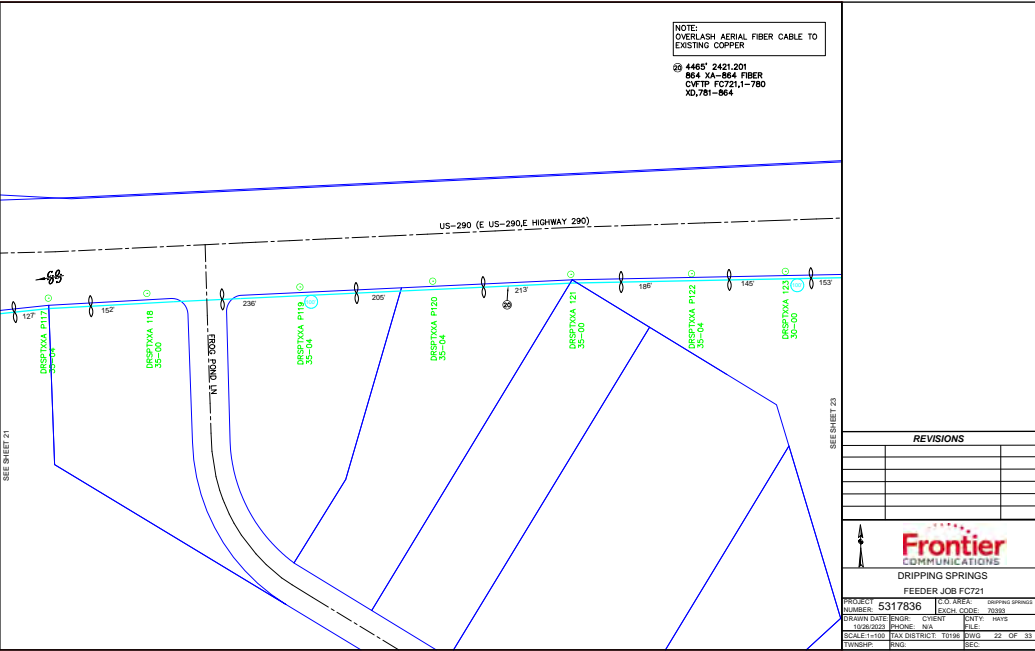 NOTE:
OVERLASH AERIAL FIBER CABLE TO
EXISTING COPPER
20 4465' 2421.201
864 XA-864 FIBER
CVFTP FC721,1-780
XD,781-864
US-290 (E US-290,E HIGHWAY 290)
127'
152'
236'
205'
213'
186'
145'
153'
20
DRSPTXXA P117
35-04
DRSPTXXA 118
35-00
DRSPTXXA P119
35-04
DRSPTXXA P120
35-04
DRSPTXXA 121
35-00
DRSPTXXA P122
35-04
DRSPTXXA 123
30-00
FROG POND LN
SEE SHEET 21
SEE SHEET 23
REVISIONS
Frontier
COMMUNICATIONS
DRIPPING SPRINGS
FEEDER JOB FC721
PROJECT NUMBER: 5317836
C.O. AREA: DRIPPING SPRINGS
EXCH. CODE: 70393
DRAWN DATE: 10/26/2023
ENGR: CYIENT
PHONE: N/A
CNTY: HAYS
FILE:
SCALE:1=100 TAX DISTRICT: T0196 DWG 22 OF 33
TWNSHP: RNG: SEC: